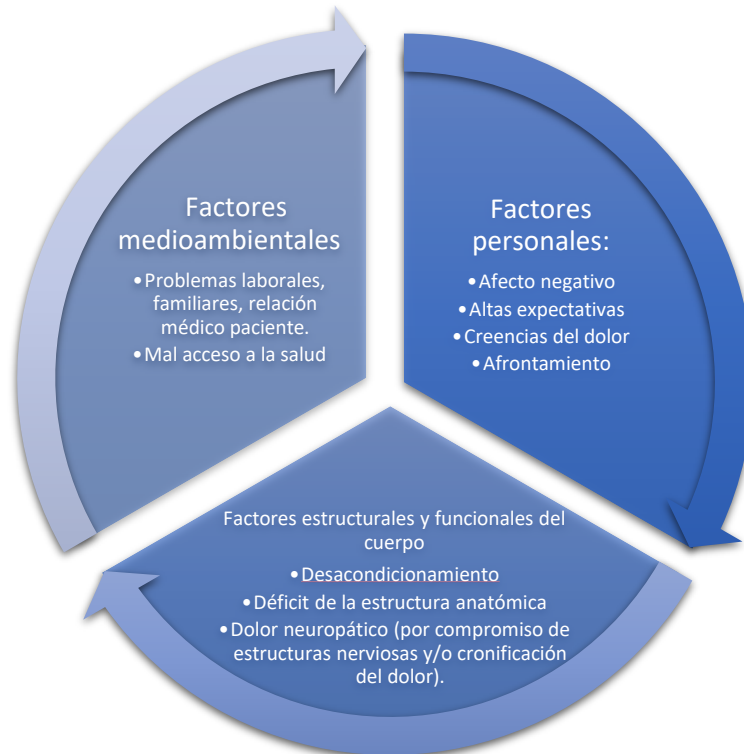 Factores
medioambientales
•Problemas laborales,
familiares, relación
médico paciente.
•Mal acceso a la salud
Factores
personales:
•Afecto negativo
•Altas expectativas
•Creencias del dolor
•Afrontamiento
Factores estructurales y funcionales del
cuerpo
•Desacondicionamiento
•Déficit de la estructura anatómica
•Dolor neuropático (por compromiso de
estructuras nerviosas y/o cronificación
del dolor).